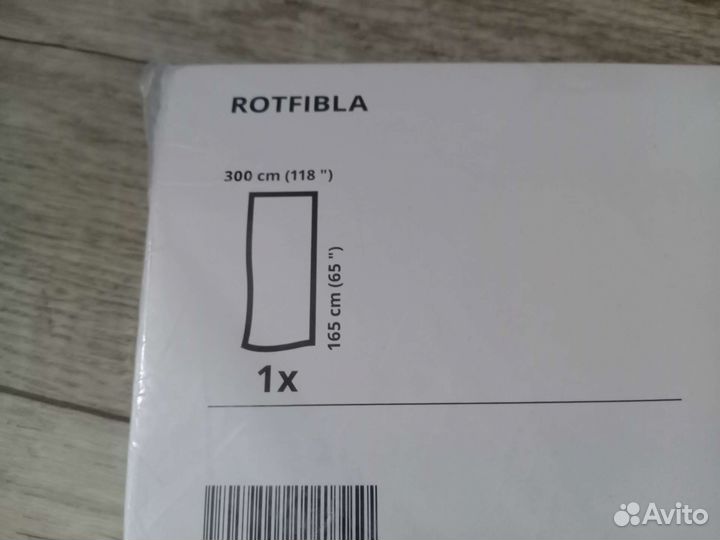 ROTFIBLA
300 cm (118 ")
165 cm (65 ")
1x
Avito